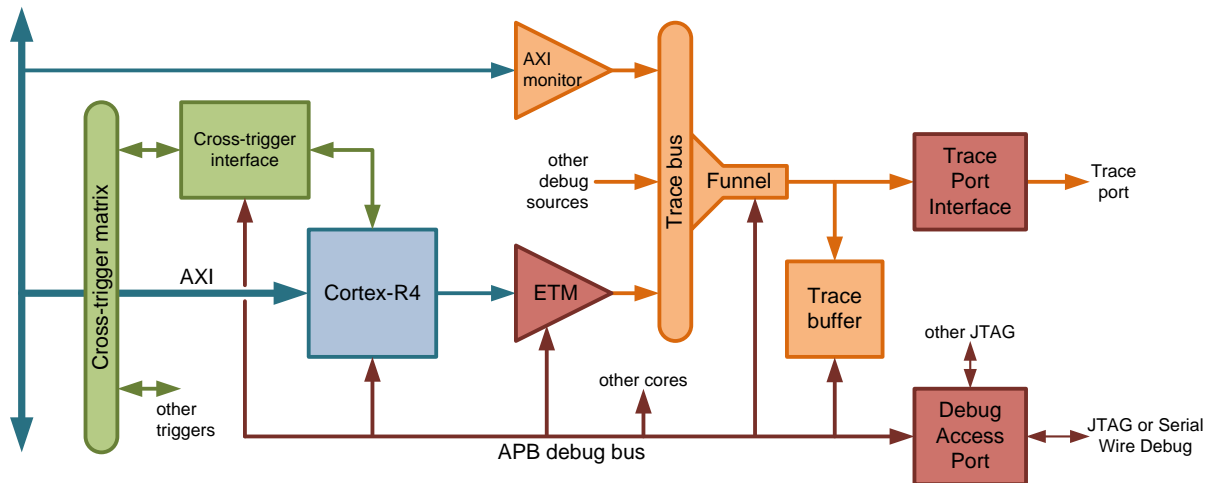 AXI
monitor
Cross-trigger
interface
Cross-trigger matrix
other
debug
sources
Trace bus
Funnel
Trace
Port
Interface
Trace
port
AXI
Cortex-R4
ETM
Trace
buffer
other JTAG
other cores
other
triggers
Debug
Access
Port
JTAG or Serial
Wire Debug
APB debug bus